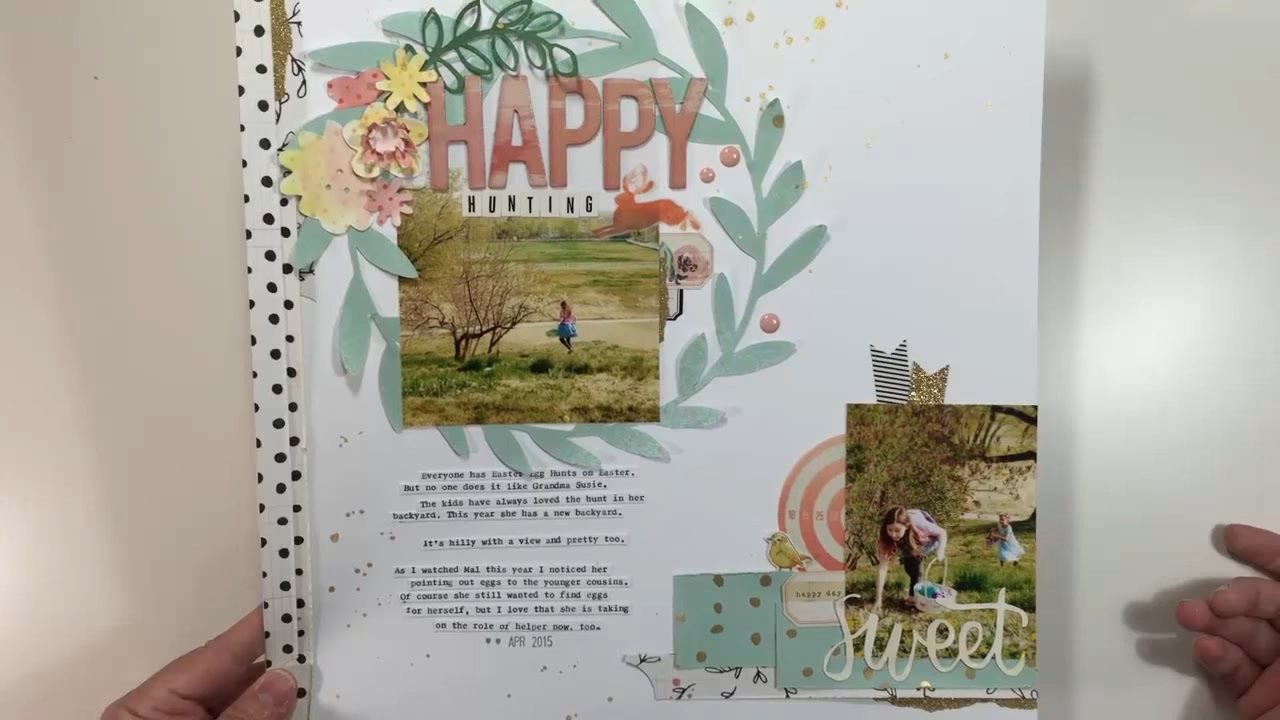 HAPPY
HUNTING
Everyone has Easter Egg Hunts on Easter.
But no one does it like Grandma Susie.
The kids have always loved the hunt in her
backyard. This year she has a new backyard.
It's hilly with a view and pretty too.
As I watched Mal this year I noticed her
pointing out eggs to the younger cousins.
Of course she still wanted to find eggs
for herself, but I love that she is taking
on the role or helper now, too.
♥♥ APR 2015
10
25
happy day
sweet